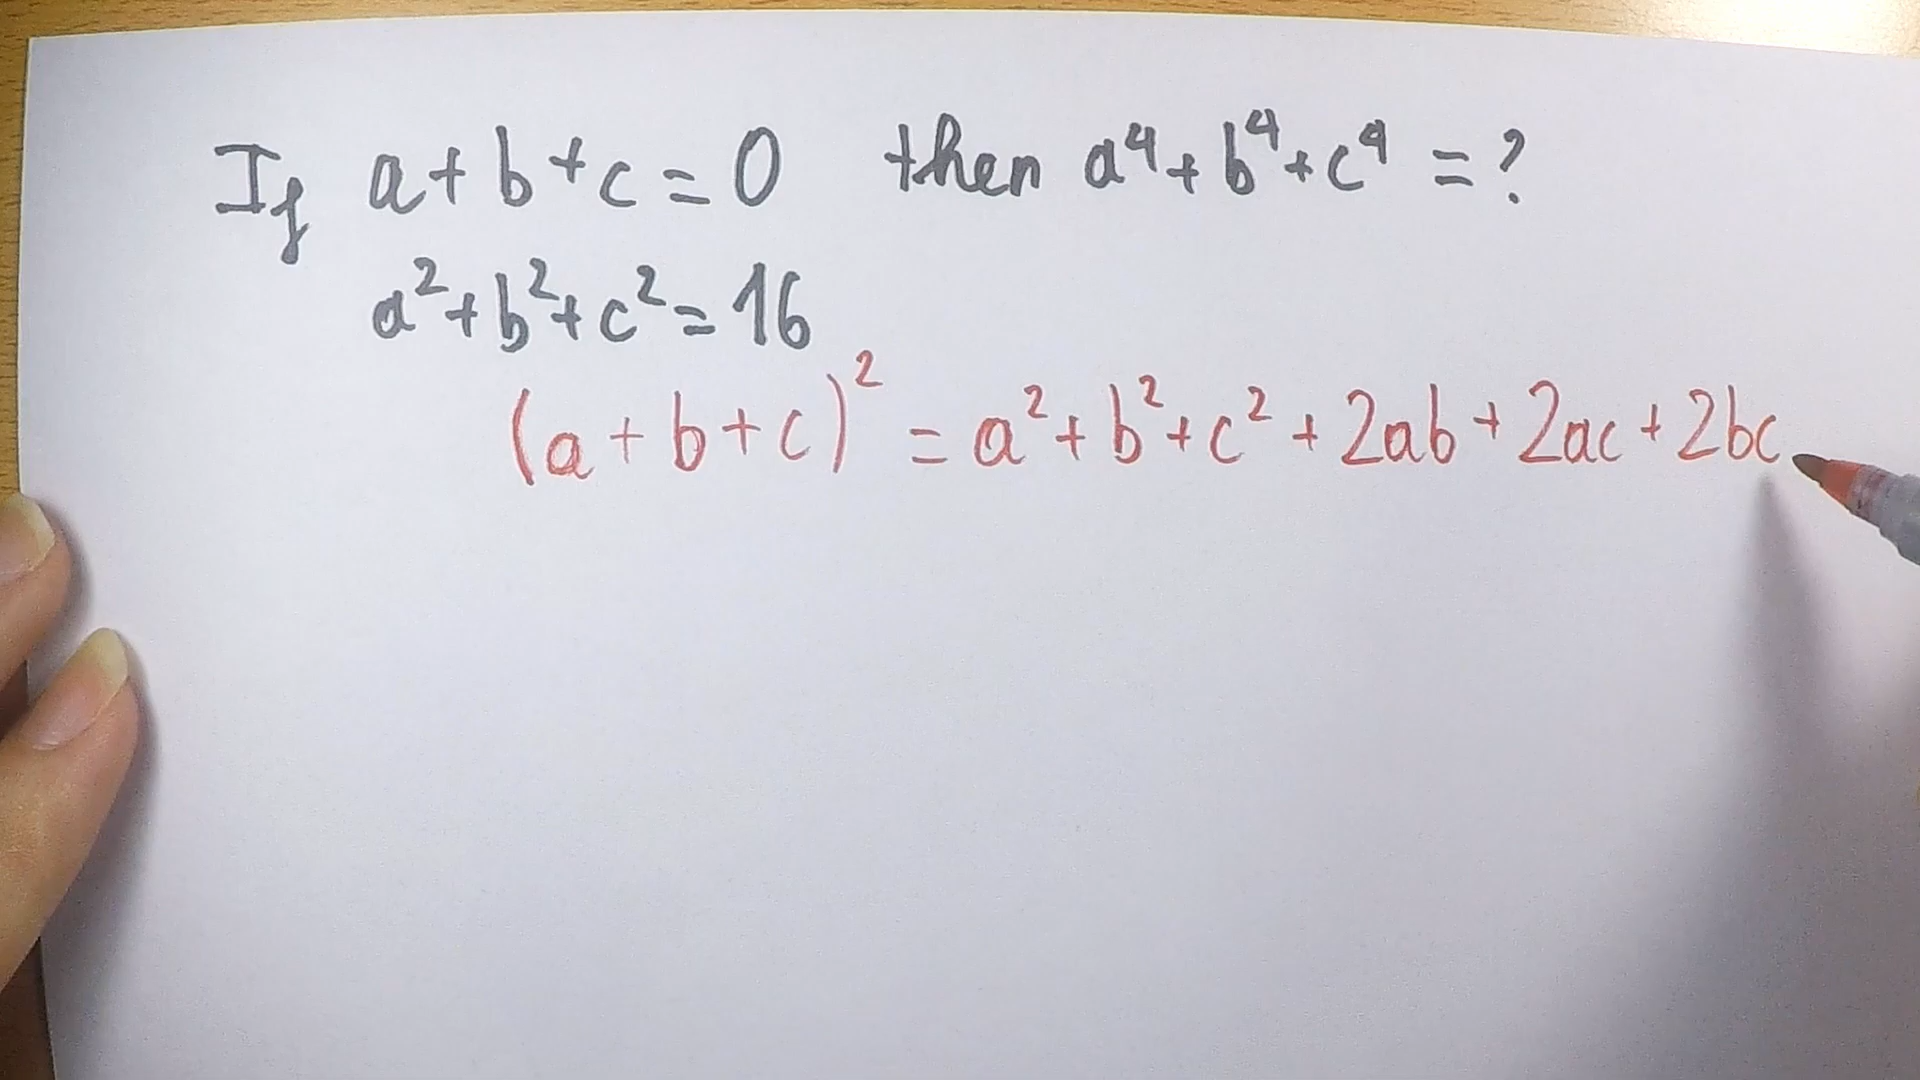 If a+b+c=0 then a⁴+b⁴+c⁴ = ?
a²+b²+c²=16
(a+b+c)² = a²+b²+c²+2ab+2ac+2bc